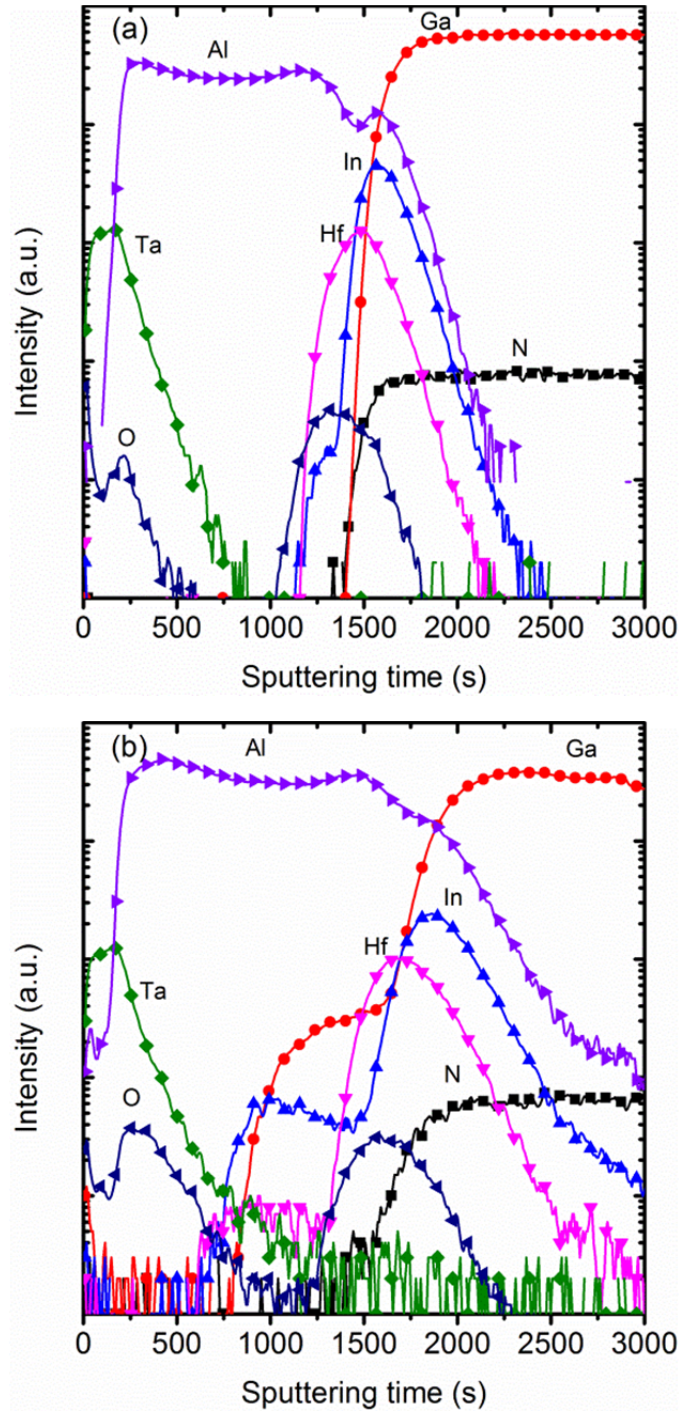 (a)
Ga
Al
In
Ta
Hf
N
O
Intensity (a.u.)
0 500 1000 1500 2000 2500 3000
Sputtering time (s)
(b)
Al
Ga
In
Hf
Ta
N
O
Intensity (a.u.)
0 500 1000 1500 2000 2500 3000
Sputtering time (s)